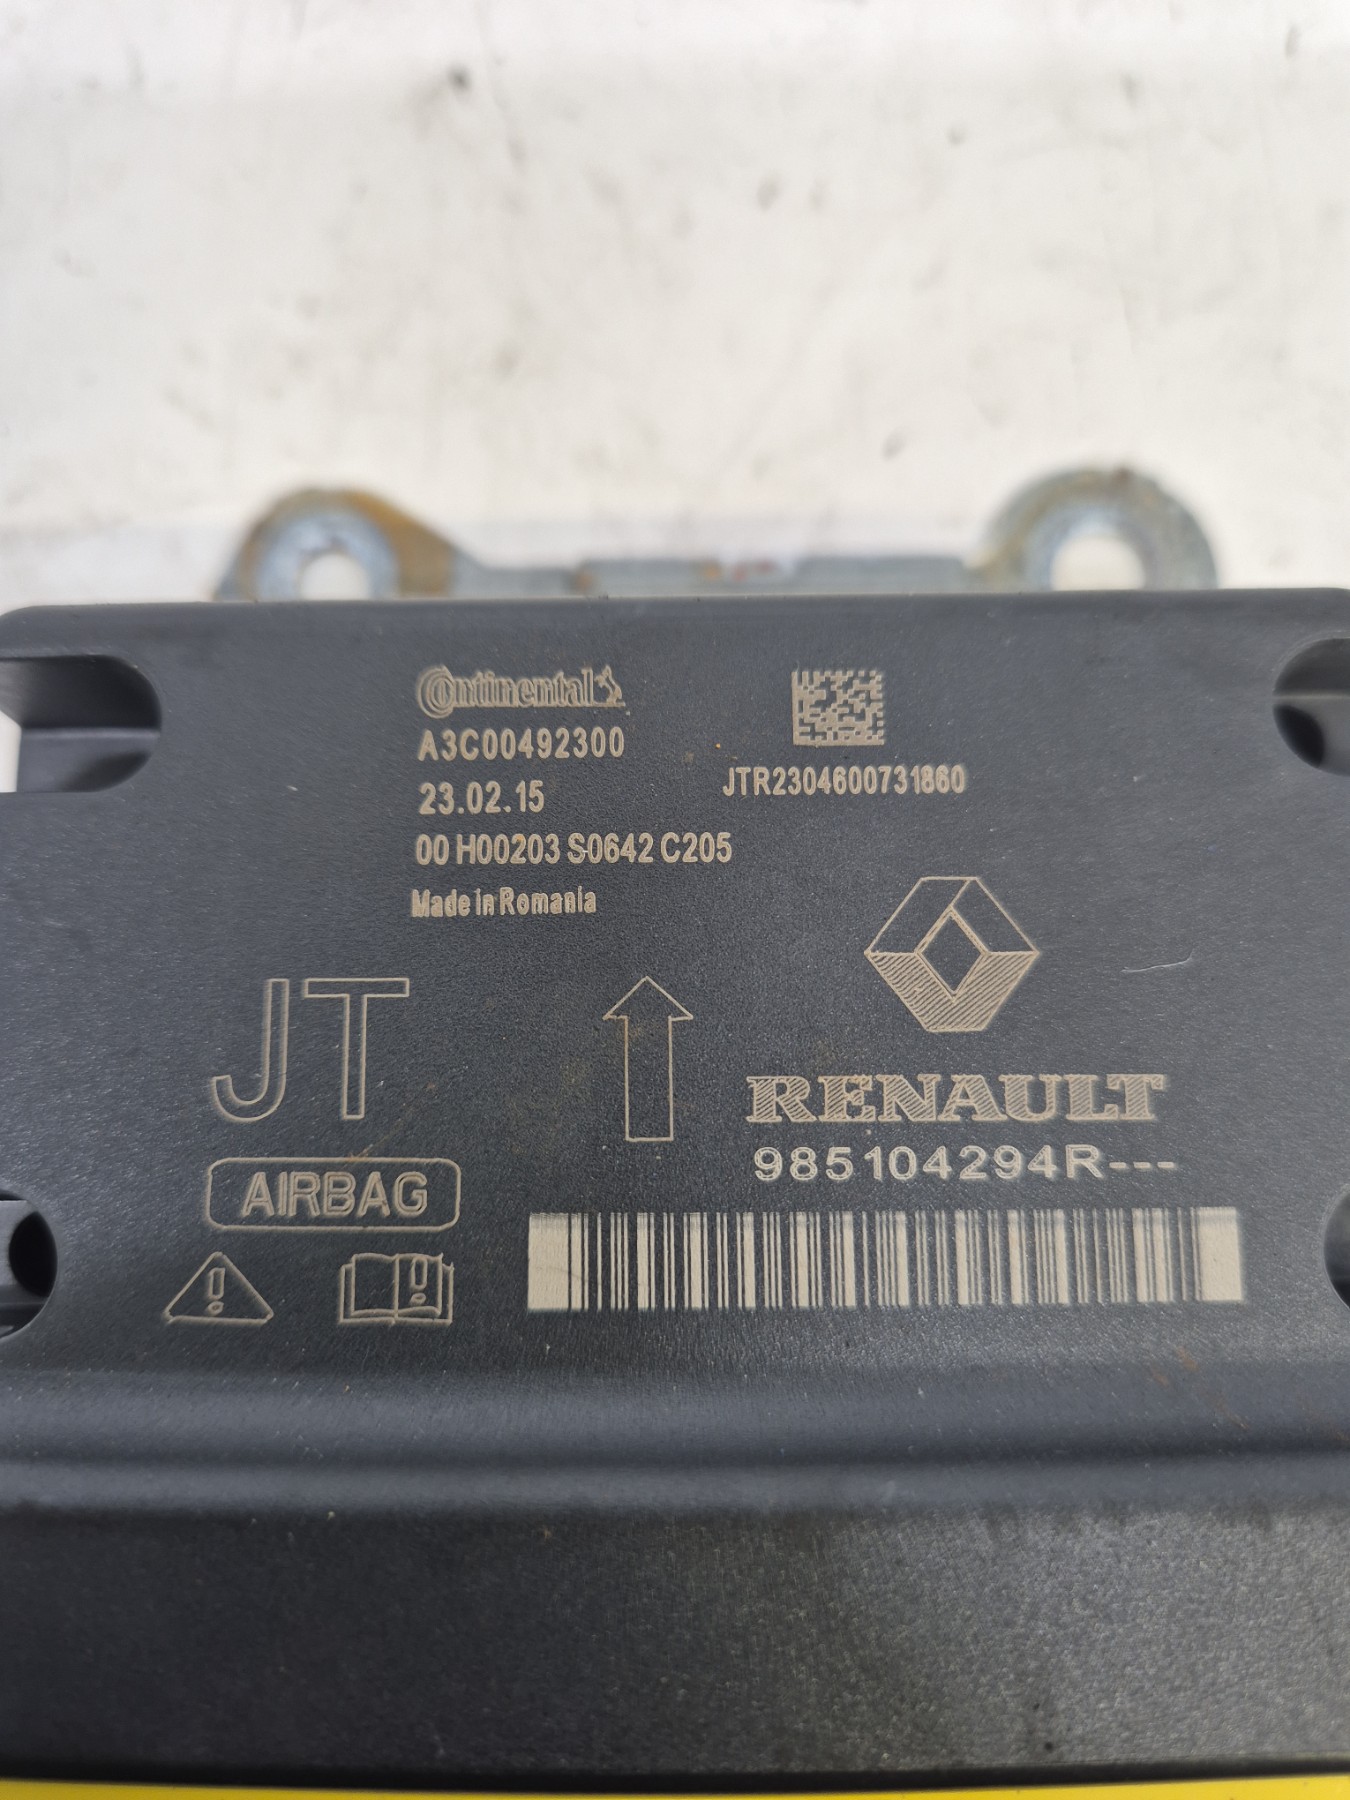 Continental
A3C00492300
23.02.15
JTR2304600731860
00 H00203 S0642 C205
Made in Romania
JT
RENAULT
985104294R---
AIRBAG